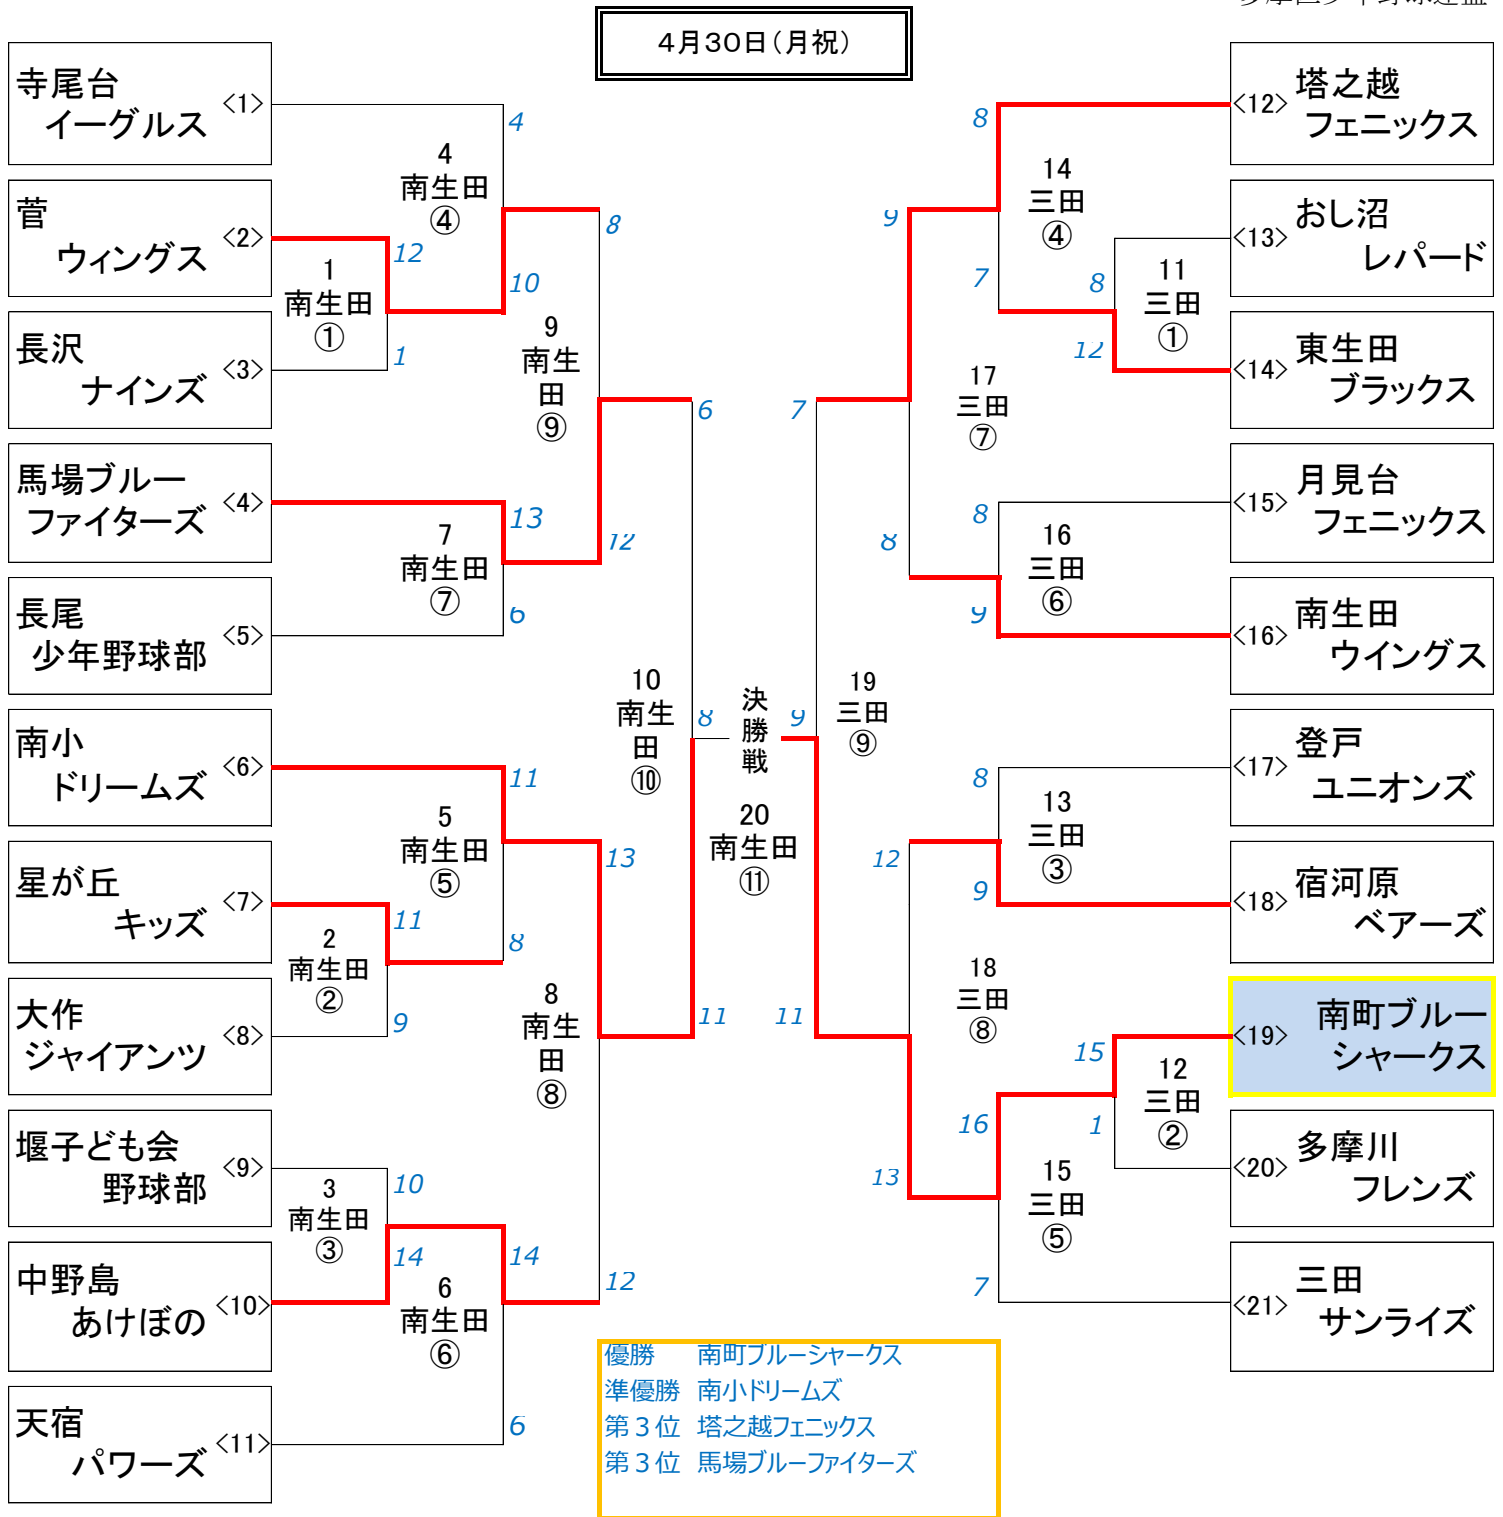 4月30日(月祝)
寺尾台
イーグルス
<1>
菅
ウィングス
<2>
長沢
ナインズ
<3>
馬場ブルー
ファイターズ
<4>
長尾
少年野球部
<5>
南小
ドリームズ
<6>
星が丘
キッズ
<7>
大作
ジャイアンツ
<8>
堰子ども会
野球部
<9>
中野島
あけぼの
<10>
天宿
パワーズ
<11>
1
南生田
①
12
1
2
南生田
②
11
9
3
南生田
③
10
14
4
南生田
④
4
10
7
南生田
⑦
13
6
5
南生田
⑤
11
8
6
南生田
⑥
14
6
9
南生
田
⑨
8
12
8
南生
田
⑧
13
12
10
南生
田
⑩
6
11
決
勝
戦
8
9
20
南生田
⑪
19
三田
⑨
7
11
17
三田
⑦
9
8
18
三田
⑧
12
13
14
三田
④
8
7
16
三田
⑥
8
9
13
三田
③
8
9
15
三田
⑤
16
7
11
三田
①
8
12
12
三田
②
15
1
<12>
塔之越
フェニックス
<13>
おし沼
レパード
<14>
東生田
ブラックス
<15>
月見台
フェニックス
<16>
南生田
ウイングス
<17>
登戸
ユニオンズ
<18>
宿河原
ベアーズ
<19>
南町ブルー
シャークス
<20>
多摩川
フレンズ
<21>
三田
サンライズ
優勝 南町ブルーシャークス
準優勝 南小ドリームズ
第3位 塔之越フェニックス
第3位 馬場ブルーファイターズ